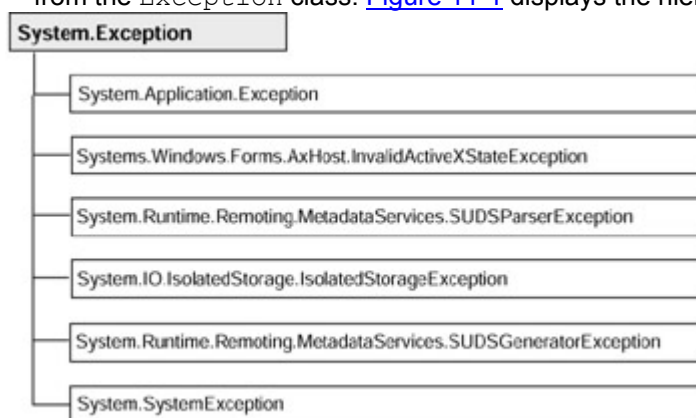 from the Exception class. Figure 11-1 displays the hier
System.Exception
System.Application.Exception
Systems.Windows.Forms.AxHost.InvalidActiveXStateException
System.Runtime.Remoting.MetadataServices.SUDSParserException
System.IO.IsolatedStorage.IsolatedStorageException
System.Runtime.Remoting.MetadataServices.SUDSGeneratorException
System.SystemException